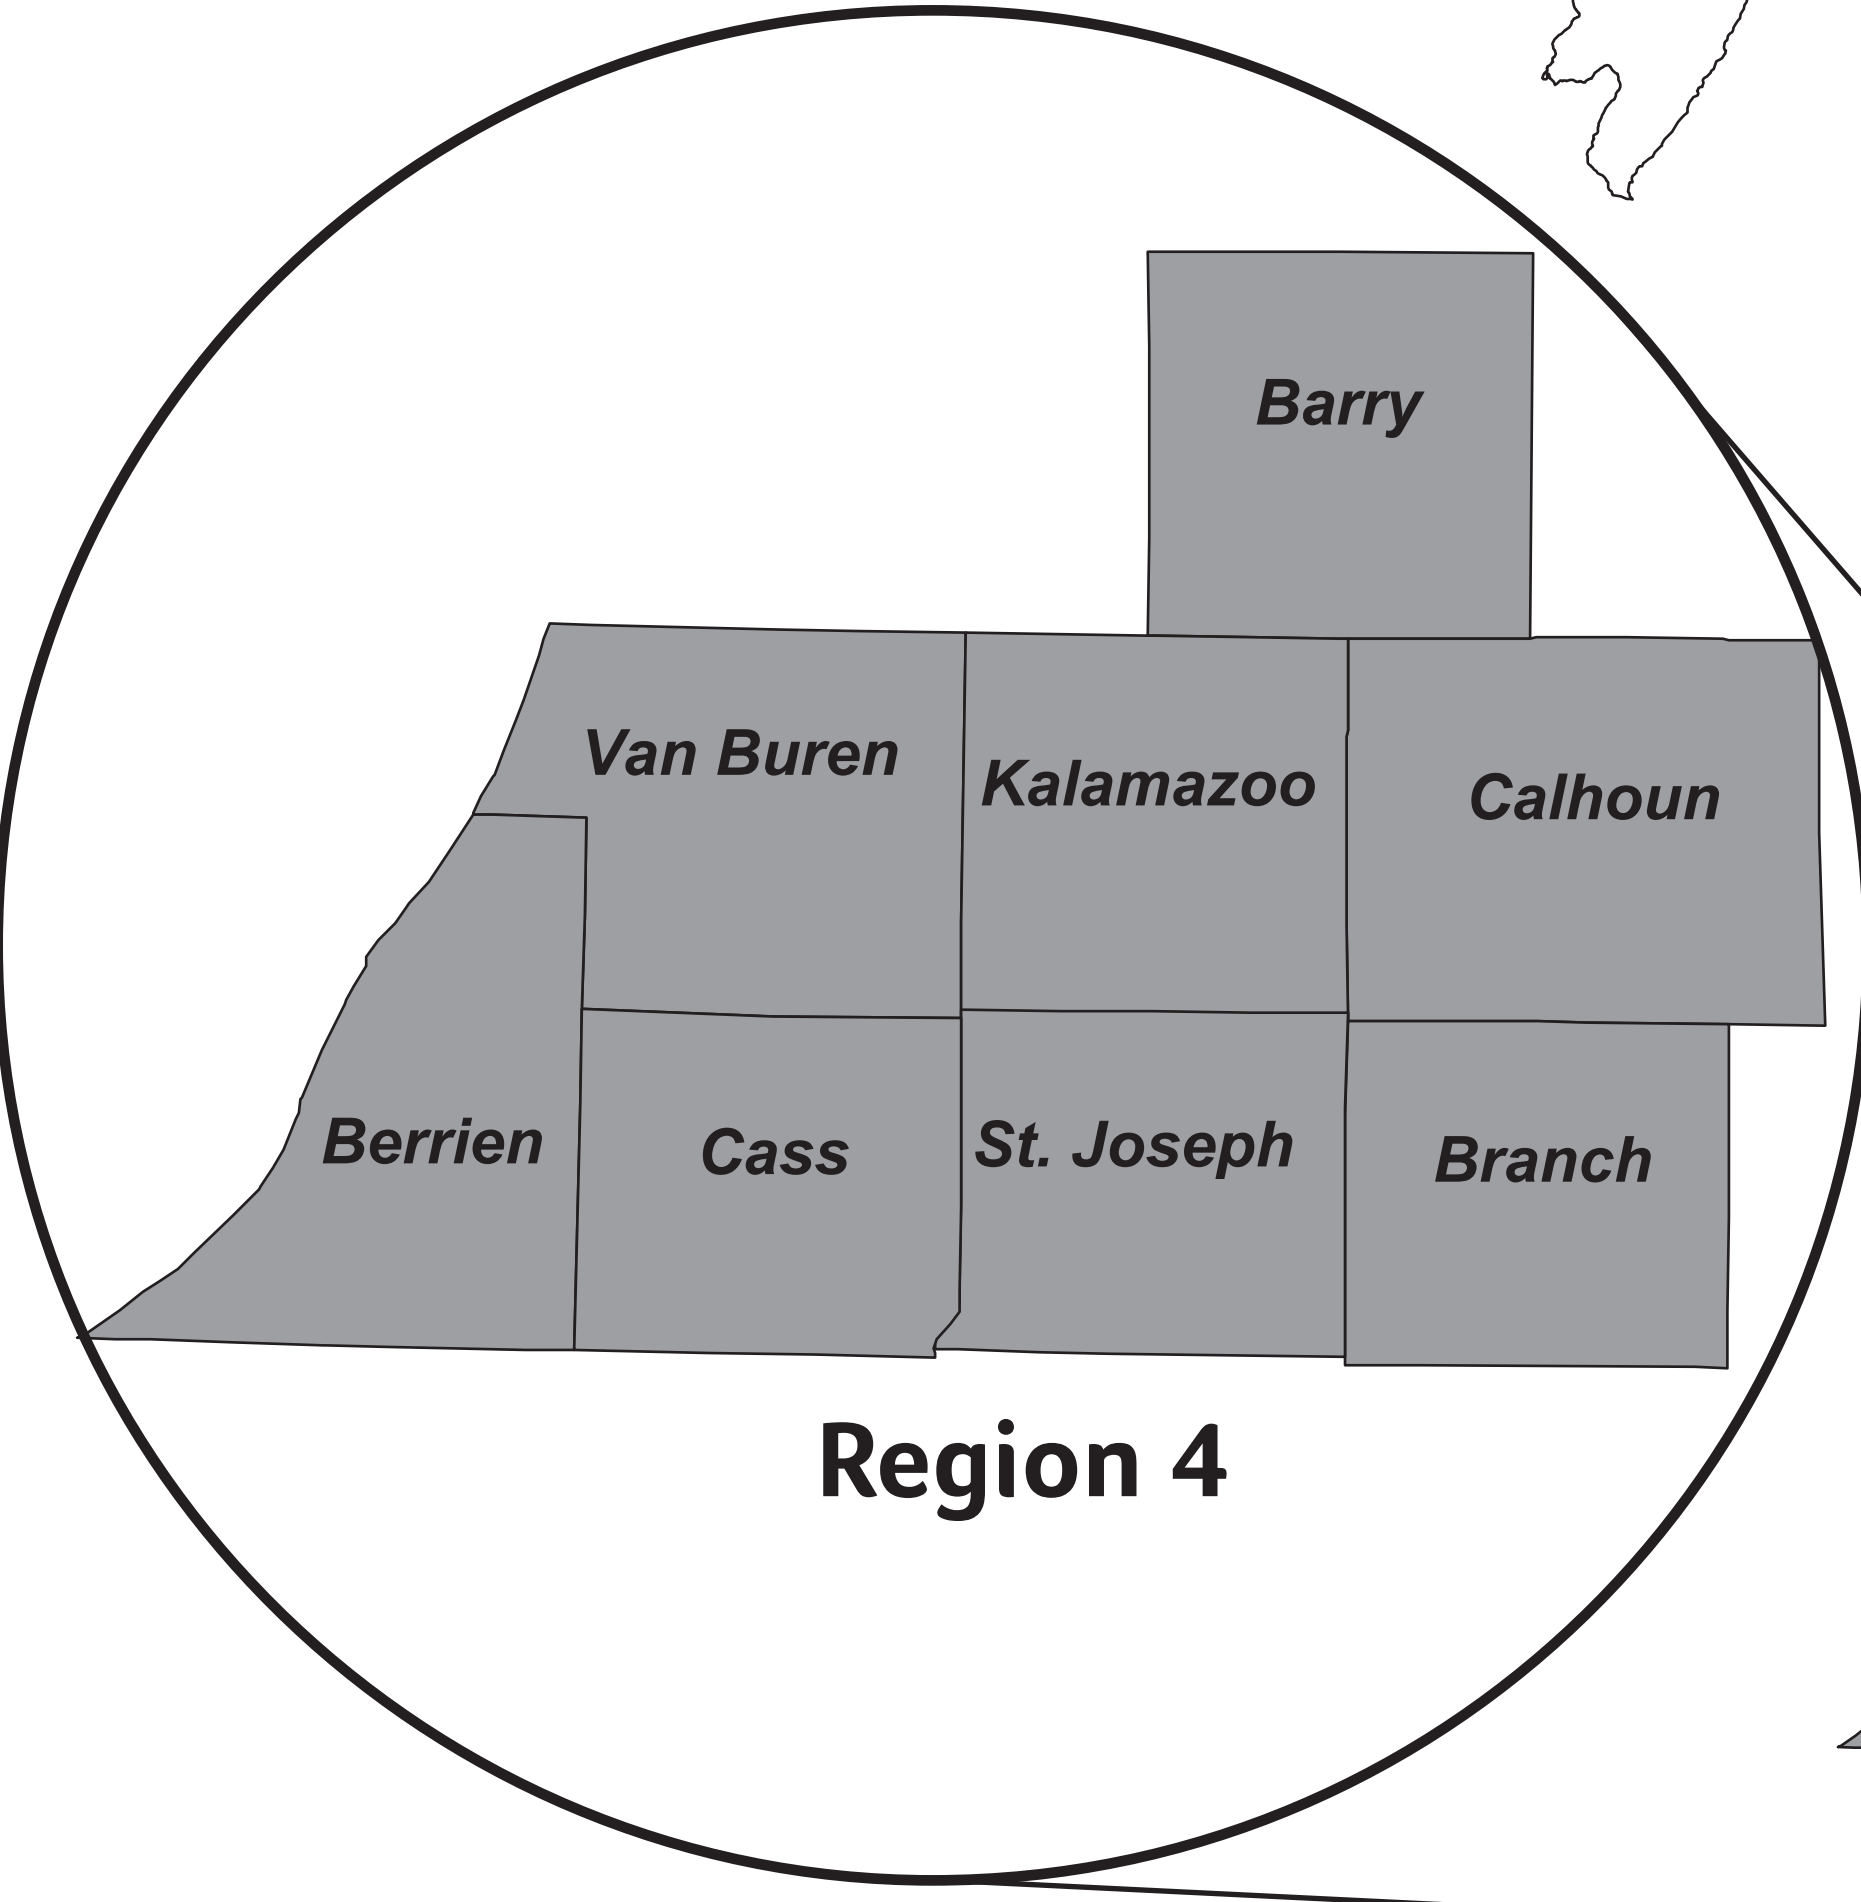 Barry
Van Buren
Kalamazoo
Calhoun
Berrien
Cass
St. Joseph
Branch
Region 4